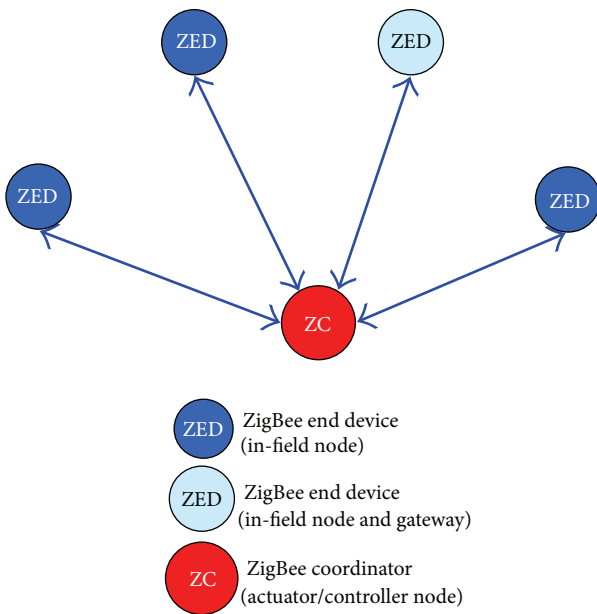 ZED
ZED
ZED
ZED
ZC
ZED
ZigBee end device
(in-field node)
ZED
ZigBee end device
(in-field node and gateway)
ZC
ZigBee coordinator
(actuator/controller node)